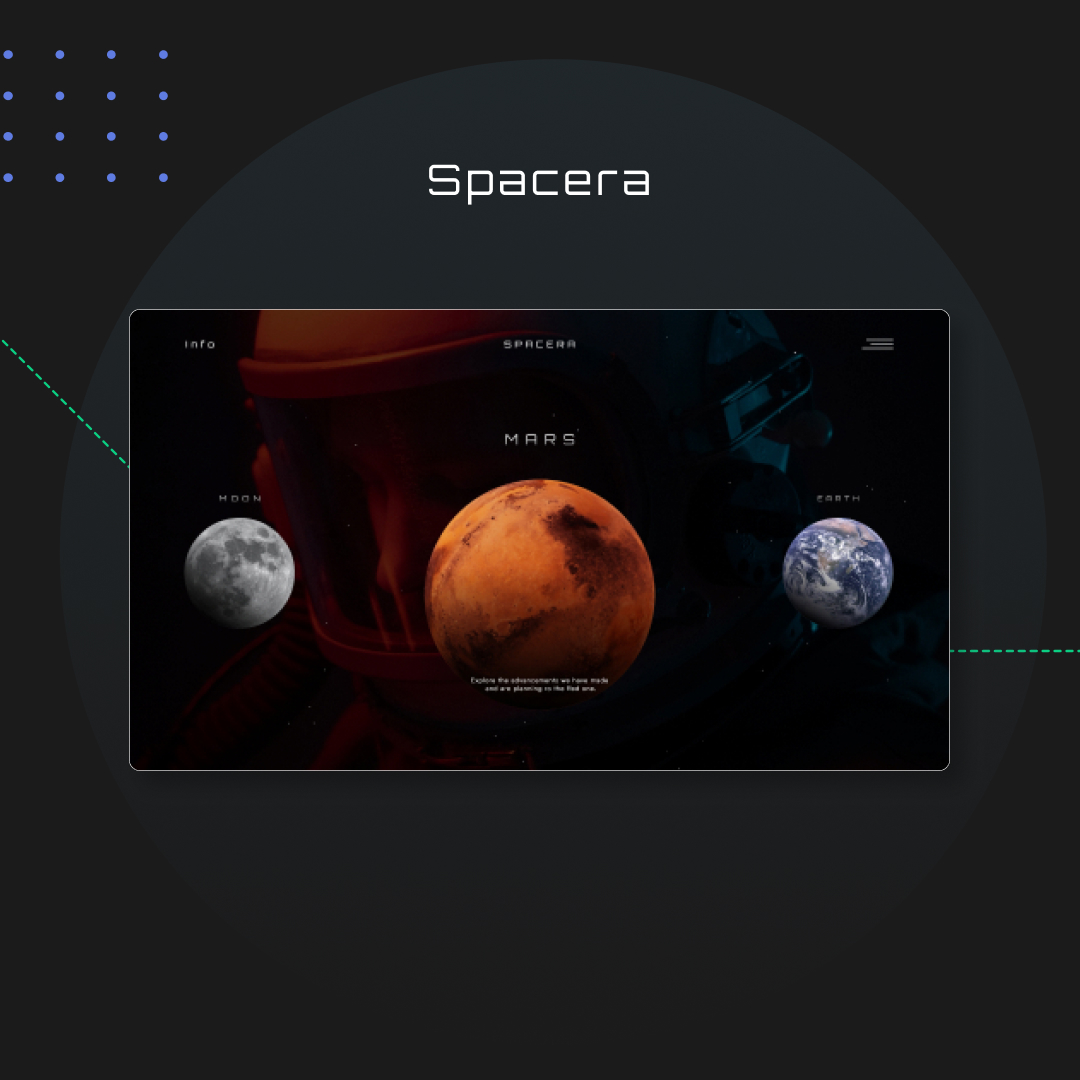 Spacera
Info
SPACERA
MARS
MOON
EARTH
Explore the advancements we have made
and are planning to the Red one.